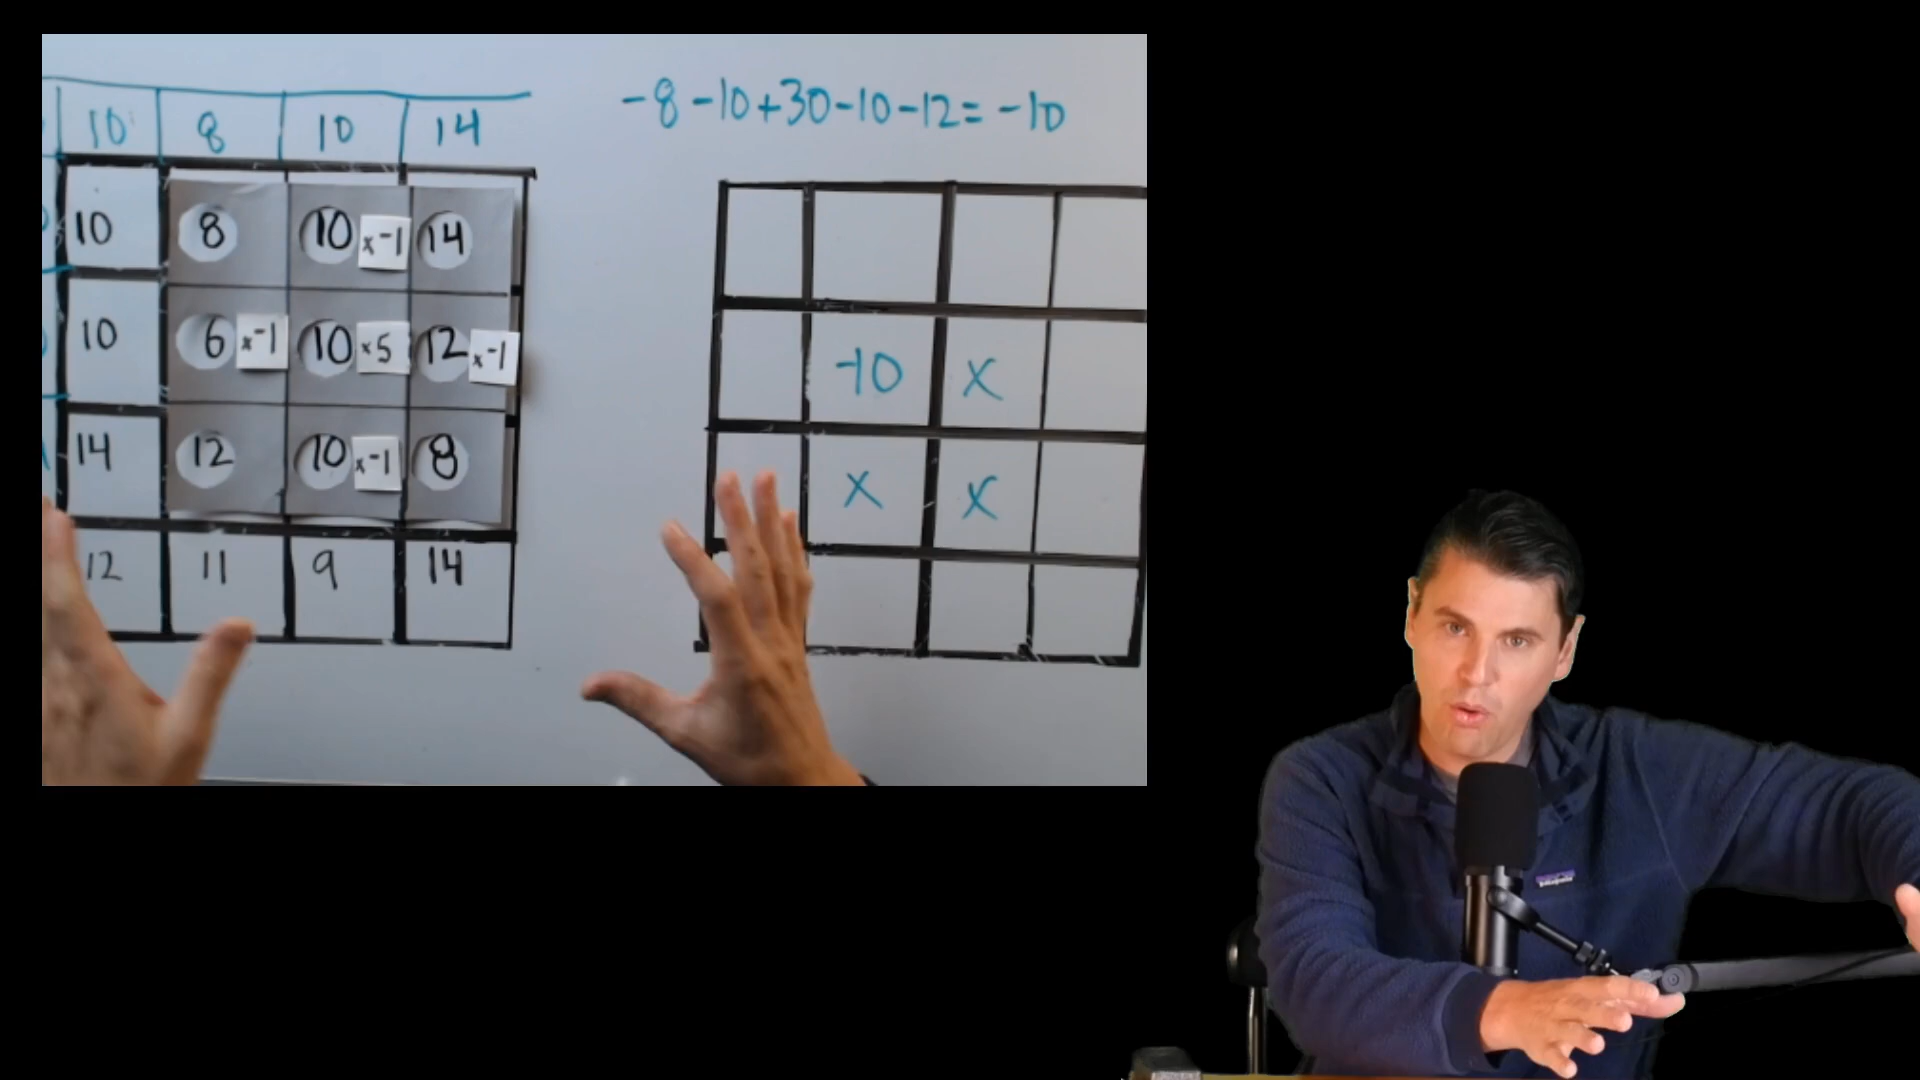 -8-10+30-10-12=-10
10 8 10 14
10 8 10 x-1 14
10 6 x-1 10 x5 12 x-1
-10 x
14 12 10 x-1 8
x x
12 11 9 14